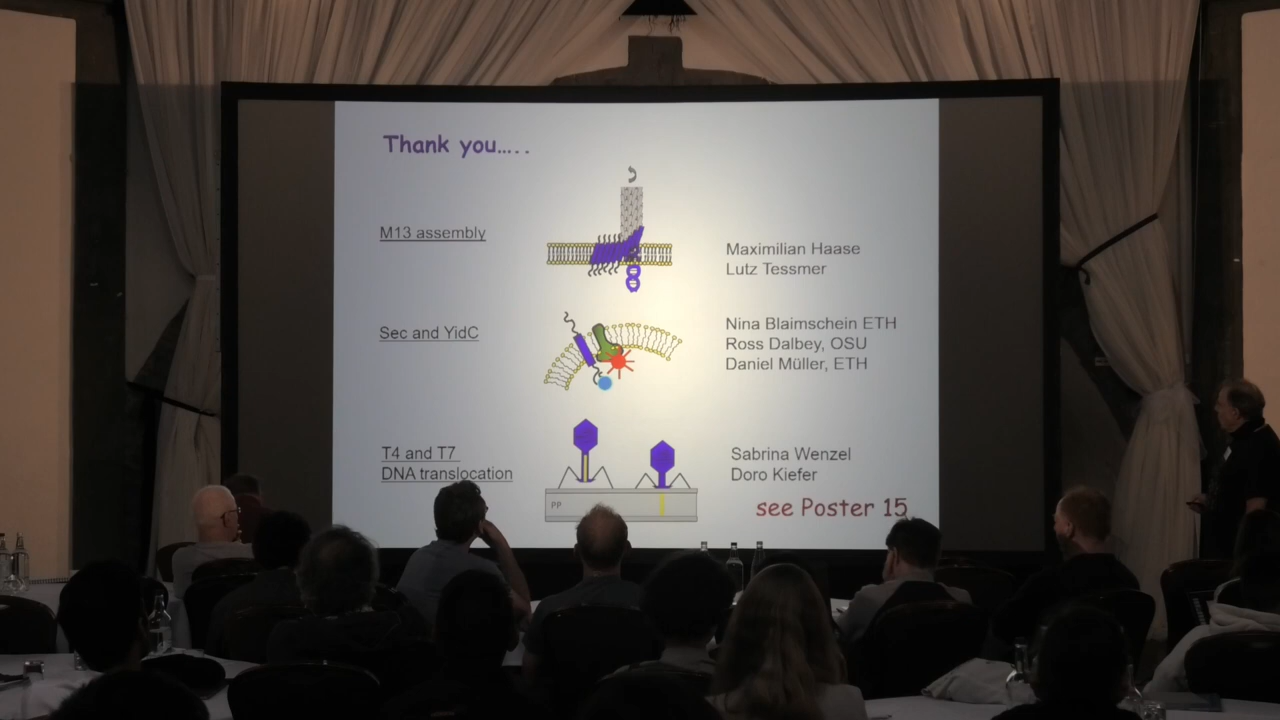 Thank you.....
M13 assembly
Maximilian Haase
Lutz Tessmer
Sec and YidC
Nina Blaimschein ETH
Ross Dalbey, OSU
Daniel Müller, ETH
T4 and T7
DNA translocation
Sabrina Wenzel
Doro Kiefer
PP
see Poster 15